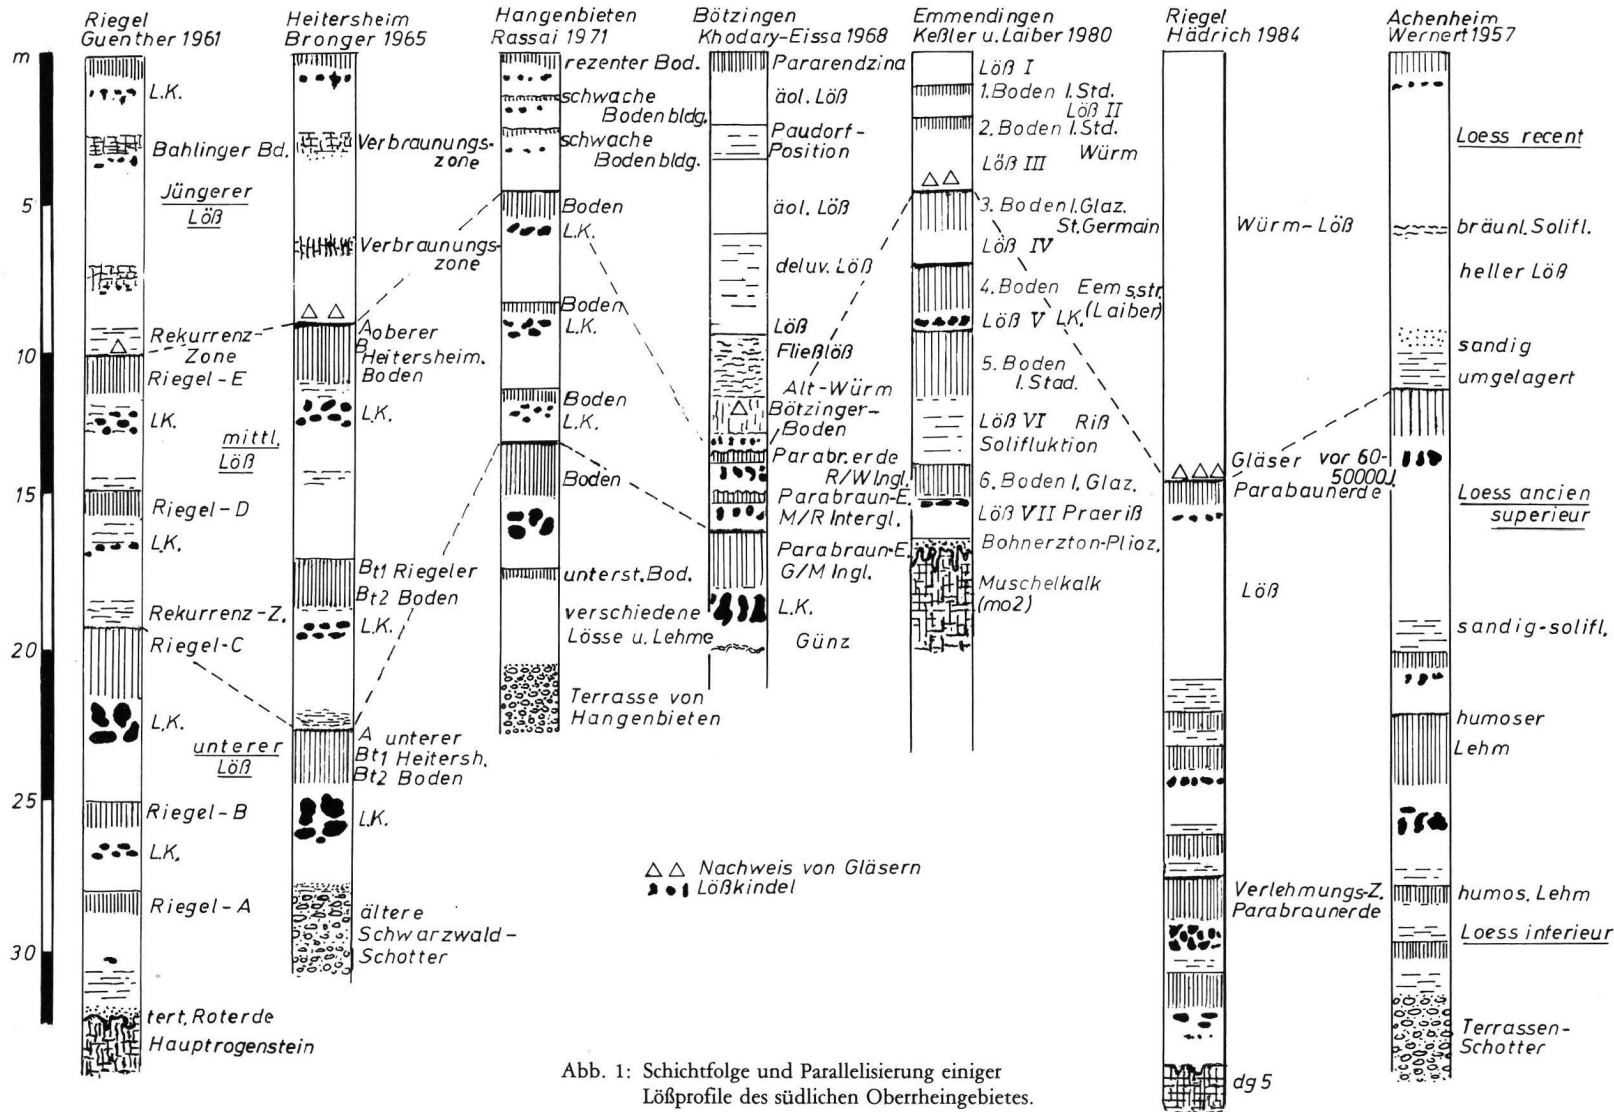 Riegel
Guenther 1961
m
5
10
15
20
25
30
L.K.
Bahlinger Bd.
Jüngerer
Löß
Rekurrenz-
Zone
Riegel-E
L.K.
mittl.
Löß
Riegel-D
L.K.
Rekurrenz-Z.
Riegel-C
L.K.
unterer
Löß
Riegel-B
L.K.
Riegel-A
tert. Roterde
Hauptrogenstein
Heitersheim
Bronger 1965
Verbraunungs-
zone
Verbraunungs-
zone
A oberer
B Heitersheim.
Boden
L.K.
Bt1 Riegeler
Bt2 Boden
L.K.
A unterer
Bt1 Heitersh.
Bt2 Boden
L.K.
ältere
Schwarzwald-
Schotter
Hangenbieten
Rassai 1971
rezenter Bod.
schwache
Bodenbldg.
schwache
Bodenbldg.
Boden
L.K.
Boden
L.K.
Boden
L.K.
Boden
unterst. Bod.
verschiedene
Lösse u. Lehme
Terrasse von
Hangenbieten
Bötzingen
Khodary-Eissa 1968
Pararendzina
äol. Löß
Paudorf-
Position
äol. Löß
deluv. Löß
Löß
Fließlöß
Alt-Würm
Bötzinger-
Boden
Parabr.erde
R/W Ingl.
Parabraun-E.
M/R Intergl.
Parabraun-E.
G/M Ingl.
L.K.
Günz
Emmendingen
Keßler u. Laiber 1980
Löß I
1. Boden I. Std.
Löß II
2. Boden I. Std.
Würm
Löß III
3. Boden I. Glaz.
St. Germain
Löß IV
4. Boden Eem s.str.
(Laiber)
Löß V L.K.
5. Boden
I. Stad.
Löß VI Riß
Solifluktion
6. Boden I. Glaz.
Löß VII Praeriß
Bohnerzton-Plioz.
Muschelkalk
(mo2)
Riegel
Hädrich 1984
Würm-Löß
Gläser vor 60-
50000 J.
Parabaunerde
Löß
Verlehmungs-Z.
Parabraunerde
dg 5
Achenheim
Wernert 1957
Loess recent
bräunl. Solifl.
heller Löß
sandig
umgelagert
Loess ancien
superieur
sandig-solifl.
humoser
Lehm
humos. Lehm
Loess inferieur
Terrassen-
Schotter
Nachweis von Gläsern
Lößkindel
Abb. 1: Schichtfolge und Parallelisierung einiger
Lößprofile des südlichen Oberrheingebietes.